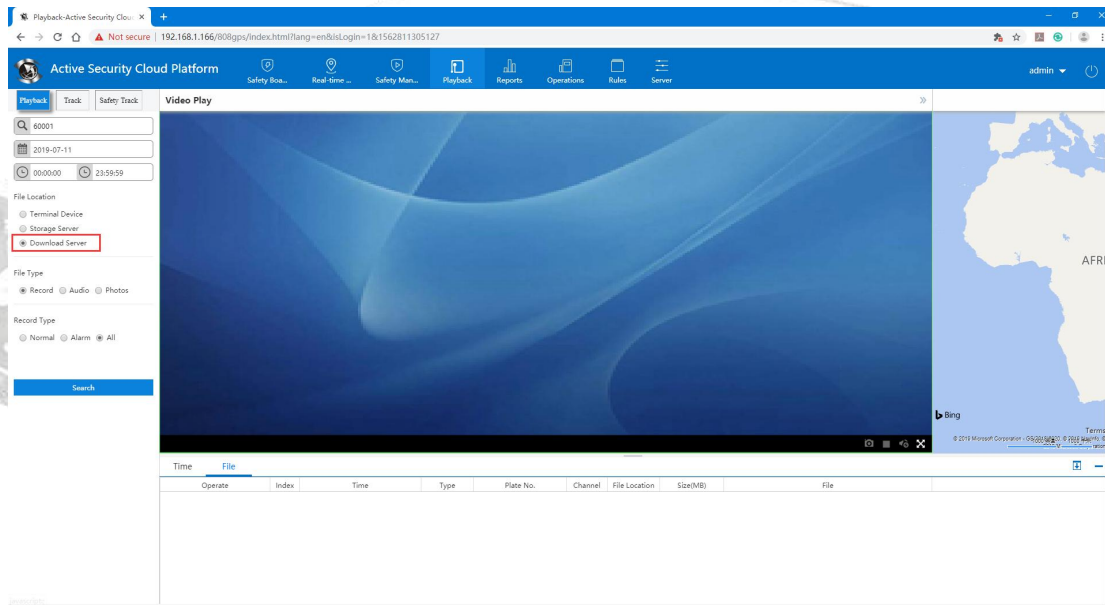 Playback-Active Security Clou
Not secure | 192.168.1.166/808gps/index.html?lang=en&isLogin=1&1562811305127
Active Security Cloud Platform
Safety Boa...
Real-time ...
Safety Man...
Playback
Reports
Operations
Rules
Server
admin
Playback
Track
Safety Track
Video Play
60001
2019-07-11
00:00:00
23:59:59
File Location
Terminal Device
Storage Server
Download Server
File Type
Record Audio Photos
Record Type
Normal Alarm All
Search
AFRI
Bing
Terms
© 2019 Microsoft Corporation
Time File
Operate Index Time Type Plate No. Channel File Location Size(MB) File